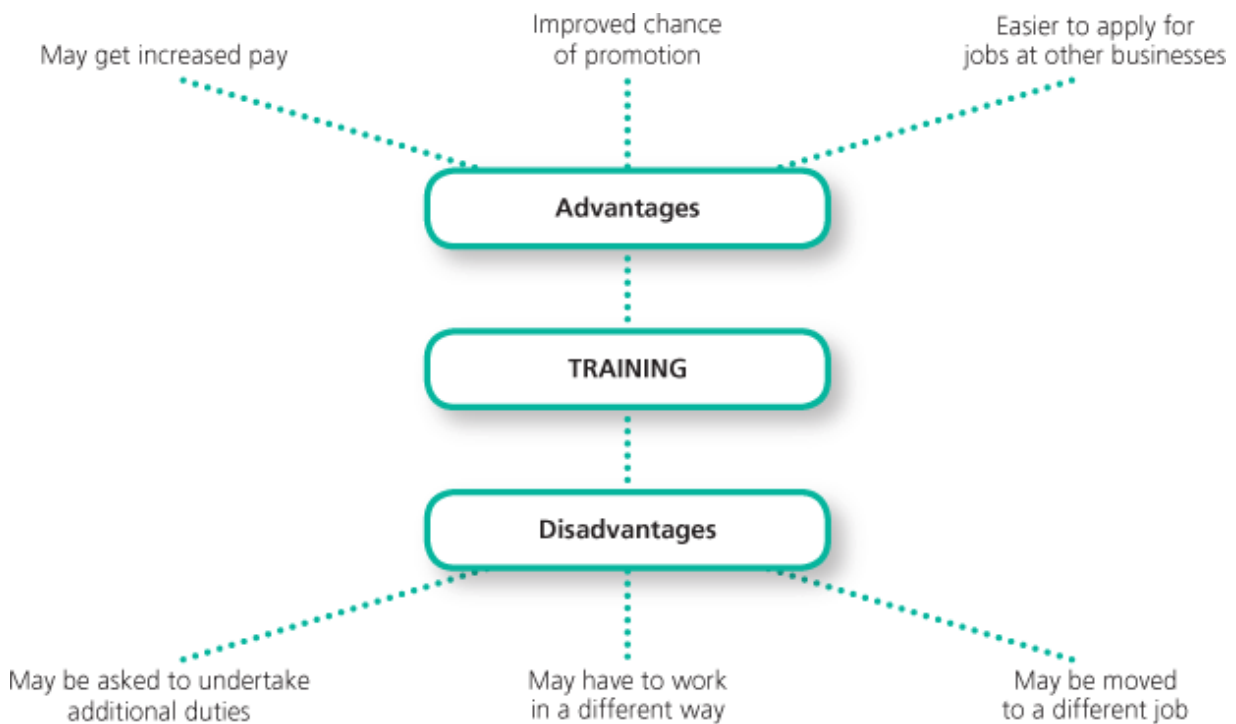 May get increased pay
Improved chance
of promotion
Easier to apply for
jobs at other businesses
Advantages
TRAINING
Disadvantages
May be asked to undertake
additional duties
May have to work
in a different way
May be moved
to a different job